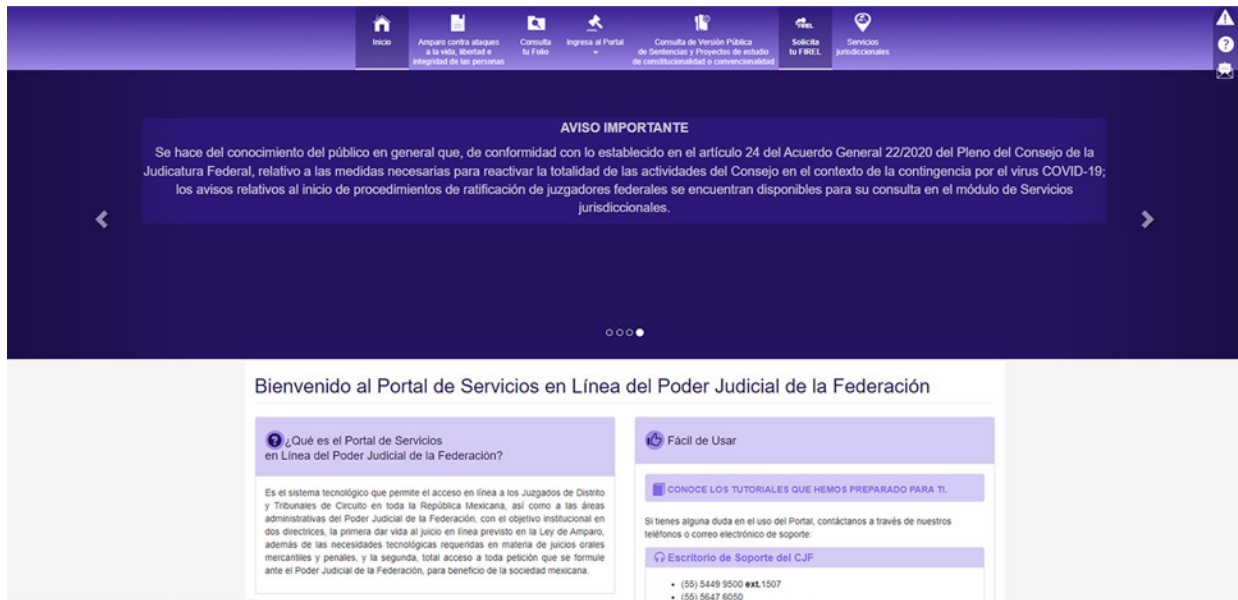 Inicio
Amparo contra ataques
a la vida, libertad e
integridad de las personas
Consulta
tu Folio
Ingresa al Portal
Consulta de Versión Pública
de Sentencias y Proyectos de estudio
de constitucionalidad o convencionalidad
FIREL
Solicita
tu FIREL
Servicios
jurisdiccionales
AVISO IMPORTANTE
Se hace del conocimiento del público en general que, de conformidad con lo establecido en el artículo 24 del Acuerdo General 22/2020 del Pleno del Consejo de la
Judicatura Federal, relativo a las medidas necesarias para reactivar la totalidad de las actividades del Consejo en el contexto de la contingencia por el virus COVID-19;
los avisos relativos al inicio de procedimientos de ratificación de juzgadores federales se encuentran disponibles para su consulta en el módulo de Servicios
jurisdiccionales.
Bienvenido al Portal de Servicios en Línea del Poder Judicial de la Federación
¿Qué es el Portal de Servicios
en Línea del Poder Judicial de la Federación?
Es el sistema tecnológico que permite el acceso en línea a los Juzgados de Distrito
y Tribunales de Circuito en toda la República Mexicana, así como a las áreas
administrativas del Poder Judicial de la Federación, con el objetivo institucional en
dos directrices, la primera dar vida al juicio en línea previsto en la Ley de Amparo,
además de las necesidades tecnológicas requeridas en materia de juicios orales
mercantiles y penales, y la segunda, total acceso a toda petición que se formule
ante el Poder Judicial de la Federación, para beneficio de la sociedad mexicana.
Fácil de Usar
CONOCE LOS TUTORIALES QUE HEMOS PREPARADO PARA TI.
Si tienes alguna duda en el uso del Portal, contáctanos a través de nuestros
teléfonos o correo electrónico de soporte:
Escritorio de Soporte del CJF
• (55) 5449 9500 ext.1507
• (55) 5647 6050